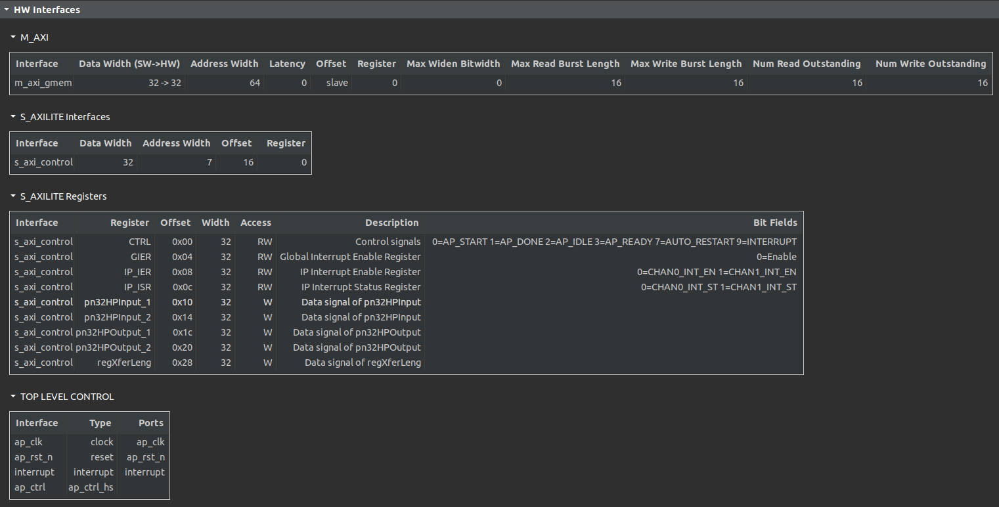 HW Interfaces
M_AXI
Interface Data Width (SW->HW) Address Width Latency Offset Register Max Widen Bitwidth Max Read Burst Length Max Write Burst Length Num Read Outstanding Num Write Outstanding
m_axi_gmem 32 -> 32 64 0 slave 0 0 16 16 16 16
S_AXILITE Interfaces
Interface Data Width Address Width Offset Register
s_axi_control 32 7 16 0
S_AXILITE Registers
Interface Register Offset Width Access Description Bit Fields
s_axi_control CTRL 0x00 32 RW Control signals 0=AP_START 1=AP_DONE 2=AP_IDLE 3=AP_READY 7=AUTO_RESTART 9=INTERRUPT
s_axi_control GIER 0x04 32 RW Global Interrupt Enable Register 0=Enable
s_axi_control IP_IER 0x08 32 RW IP Interrupt Enable Register 0=CHAN0_INT_EN 1=CHAN1_INT_EN
s_axi_control IP_ISR 0x0c 32 RW IP Interrupt Status Register 0=CHAN0_INT_ST 1=CHAN1_INT_ST
s_axi_control pn32HPInput_1 0x10 32 W Data signal of pn32HPInput
s_axi_control pn32HPInput_2 0x14 32 W Data signal of pn32HPInput
s_axi_control pn32HPOutput_1 0x1c 32 W Data signal of pn32HPOutput
s_axi_control pn32HPOutput_2 0x20 32 W Data signal of pn32HPOutput
s_axi_control regXferLeng 0x28 32 W Data signal of regXferLeng
TOP LEVEL CONTROL
Interface Type Ports
ap_clk clock ap_clk
ap_rst_n reset ap_rst_n
interrupt interrupt interrupt
ap_ctrl ap_ctrl_hs